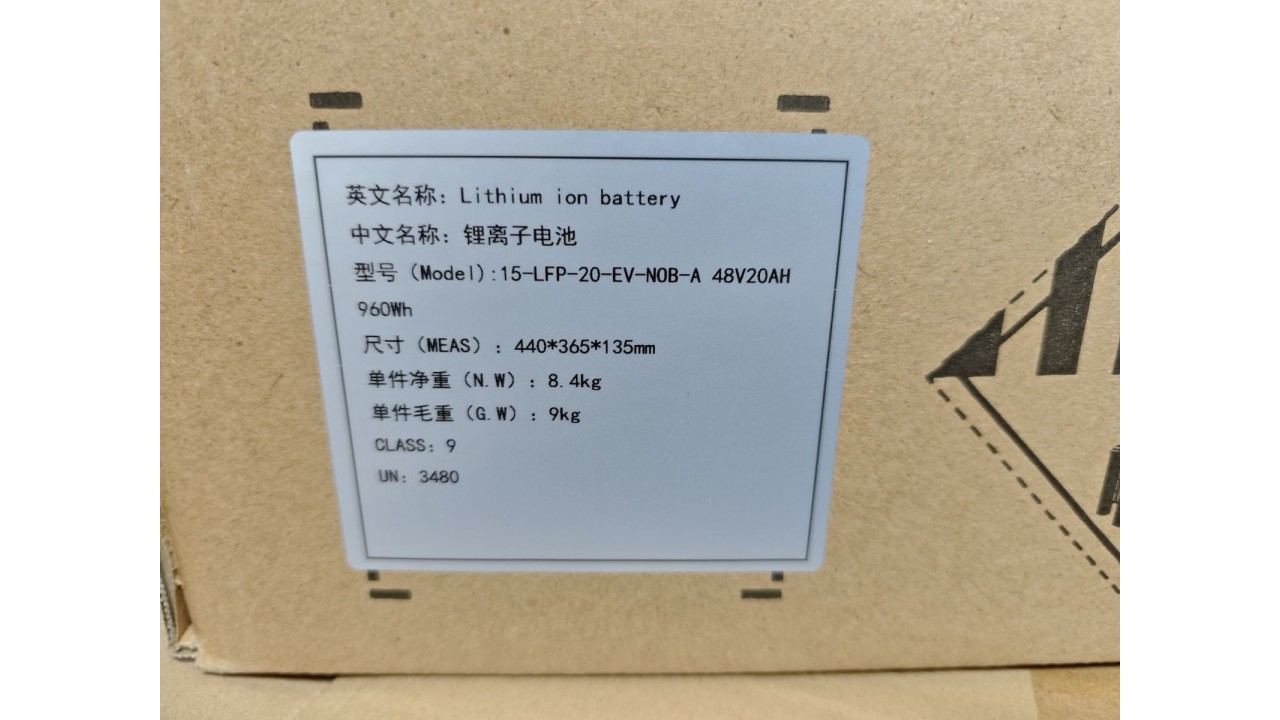 英文名称：Lithium ion battery
中文名称：锂离子电池
型号（Model):15-LFP-20-EV-NOB-A 48V20AH
960Wh
尺寸（MEAS）：440*365*135mm
单件净重（N.W）：8.4kg
单件毛重（G.W）：9kg
CLASS：9
UN：3480